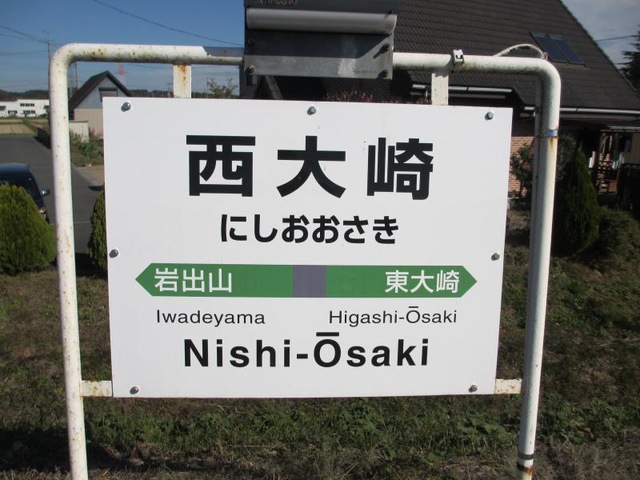 西大崎
にしおおさき
岩出山 東大崎
Iwadeyama Higashi-Ōsaki
Nishi-Ōsaki